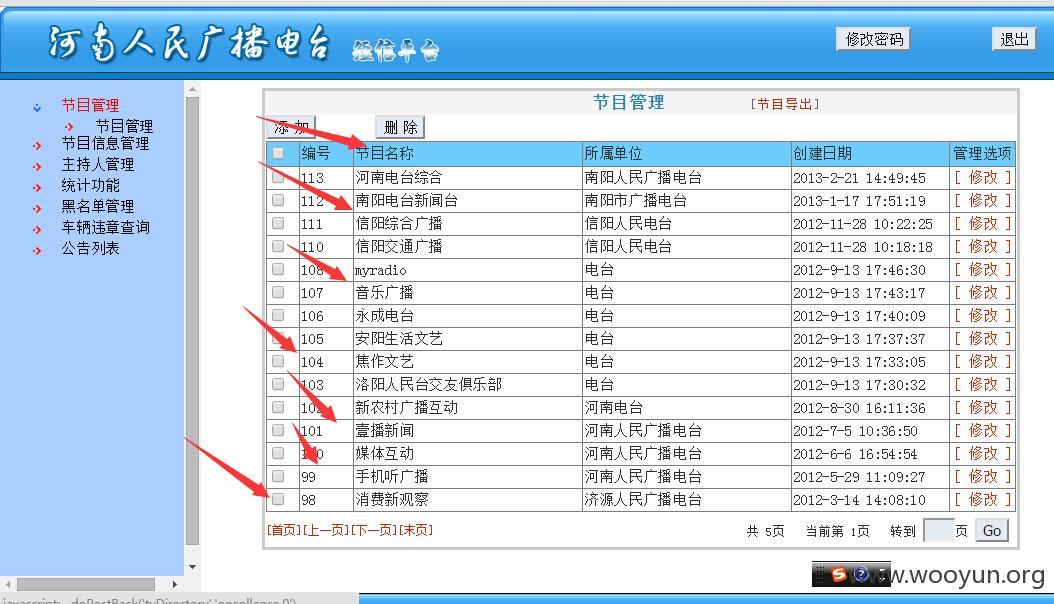 河南人民广播电台 短信平台 修改密码 退出
节目管理
节目管理
节目信息管理
主持人管理
统计功能
黑名单管理
车辆违章查询
公告列表
节目管理 [节目导出]
添 加 删 除
编号 节目名称 所属单位 创建日期 管理选项
113 河南电台综合 南阳人民广播电台 2013-2-21 14:49:45 [ 修改 ]
112 南阳电台新闻台 南阳市广播电台 2013-1-17 17:51:19 [ 修改 ]
111 信阳综合广播 信阳人民电台 2012-11-28 10:22:25 [ 修改 ]
110 信阳交通广播 信阳人民电台 2012-11-28 10:18:18 [ 修改 ]
108 myradio 电台 2012-9-13 17:46:30 [ 修改 ]
107 音乐广播 电台 2012-9-13 17:43:17 [ 修改 ]
106 永成电台 电台 2012-9-13 17:40:09 [ 修改 ]
105 安阳生活文艺 电台 2012-9-13 17:37:37 [ 修改 ]
104 焦作文艺 电台 2012-9-13 17:33:05 [ 修改 ]
103 洛阳人民台交友俱乐部 电台 2012-9-13 17:30:32 [ 修改 ]
102 新农村广播互动 河南电台 2012-8-30 16:11:36 [ 修改 ]
101 壹播新闻 河南人民广播电台 2012-7-5 10:36:50 [ 修改 ]
100 媒体互动 河南人民广播电台 2012-6-6 16:54:54 [ 修改 ]
99 手机听广播 河南人民广播电台 2012-5-29 11:09:27 [ 修改 ]
98 消费新观察 济源人民广播电台 2012-3-14 14:08:10 [ 修改 ]
[首页][上一页][下一页][末页] 共 5页 当前第 1页 转到 页 Go
www.wooyun.org